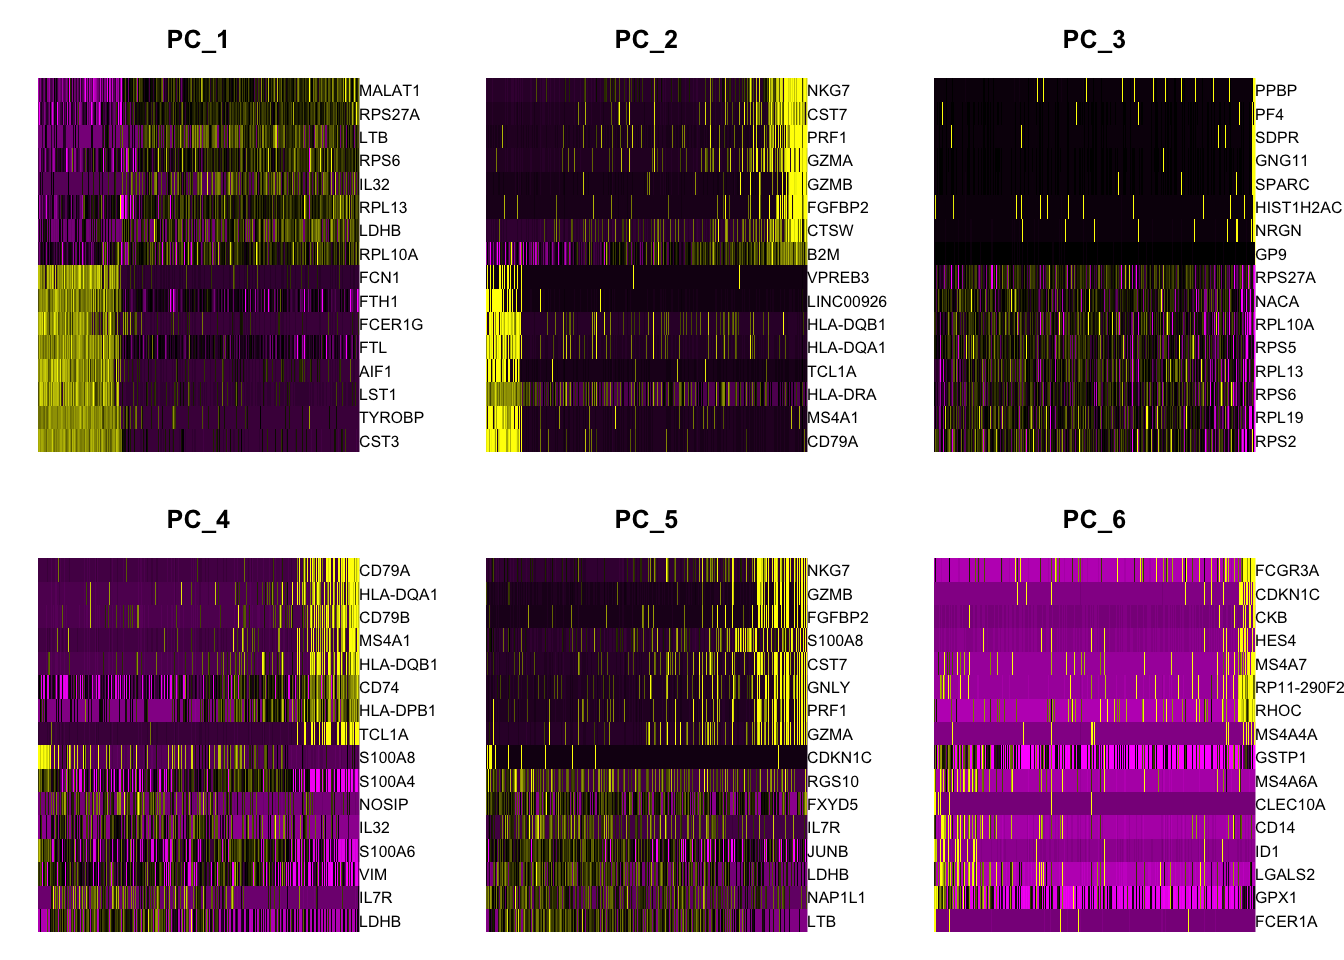 PC_1
MALAT1
RPS27A
LTB
RPS6
IL32
RPL13
LDHB
RPL10A
FCN1
FTH1
FCER1G
FTL
AIF1
LST1
TYROBP
CST3
PC_2
NKG7
CST7
PRF1
GZMA
GZMB
FGFBP2
CTSW
B2M
VPREB3
LINC00926
HLA-DQB1
HLA-DQA1
TCL1A
HLA-DRA
MS4A1
CD79A
PC_3
PPBP
PF4
SDPR
GNG11
SPARC
HIST1H2AC
NRGN
GP9
RPS27A
NACA
RPL10A
RPS5
RPL13
RPS6
RPL19
RPS2
PC_4
CD79A
HLA-DQA1
CD79B
MS4A1
HLA-DQB1
CD74
HLA-DPB1
TCL1A
S100A8
S100A4
NOSIP
IL32
S100A6
VIM
IL7R
LDHB
PC_5
NKG7
GZMB
FGFBP2
S100A8
CST7
GNLY
PRF1
GZMA
CDKN1C
RGS10
FXYD5
IL7R
JUNB
LDHB
NAP1L1
LTB
PC_6
FCGR3A
CDKN1C
CKB
HES4
MS4A7
RP11-290F2
RHOC
MS4A4A
GSTP1
MS4A6A
CLEC10A
CD14
ID1
LGALS2
GPX1
FCER1A